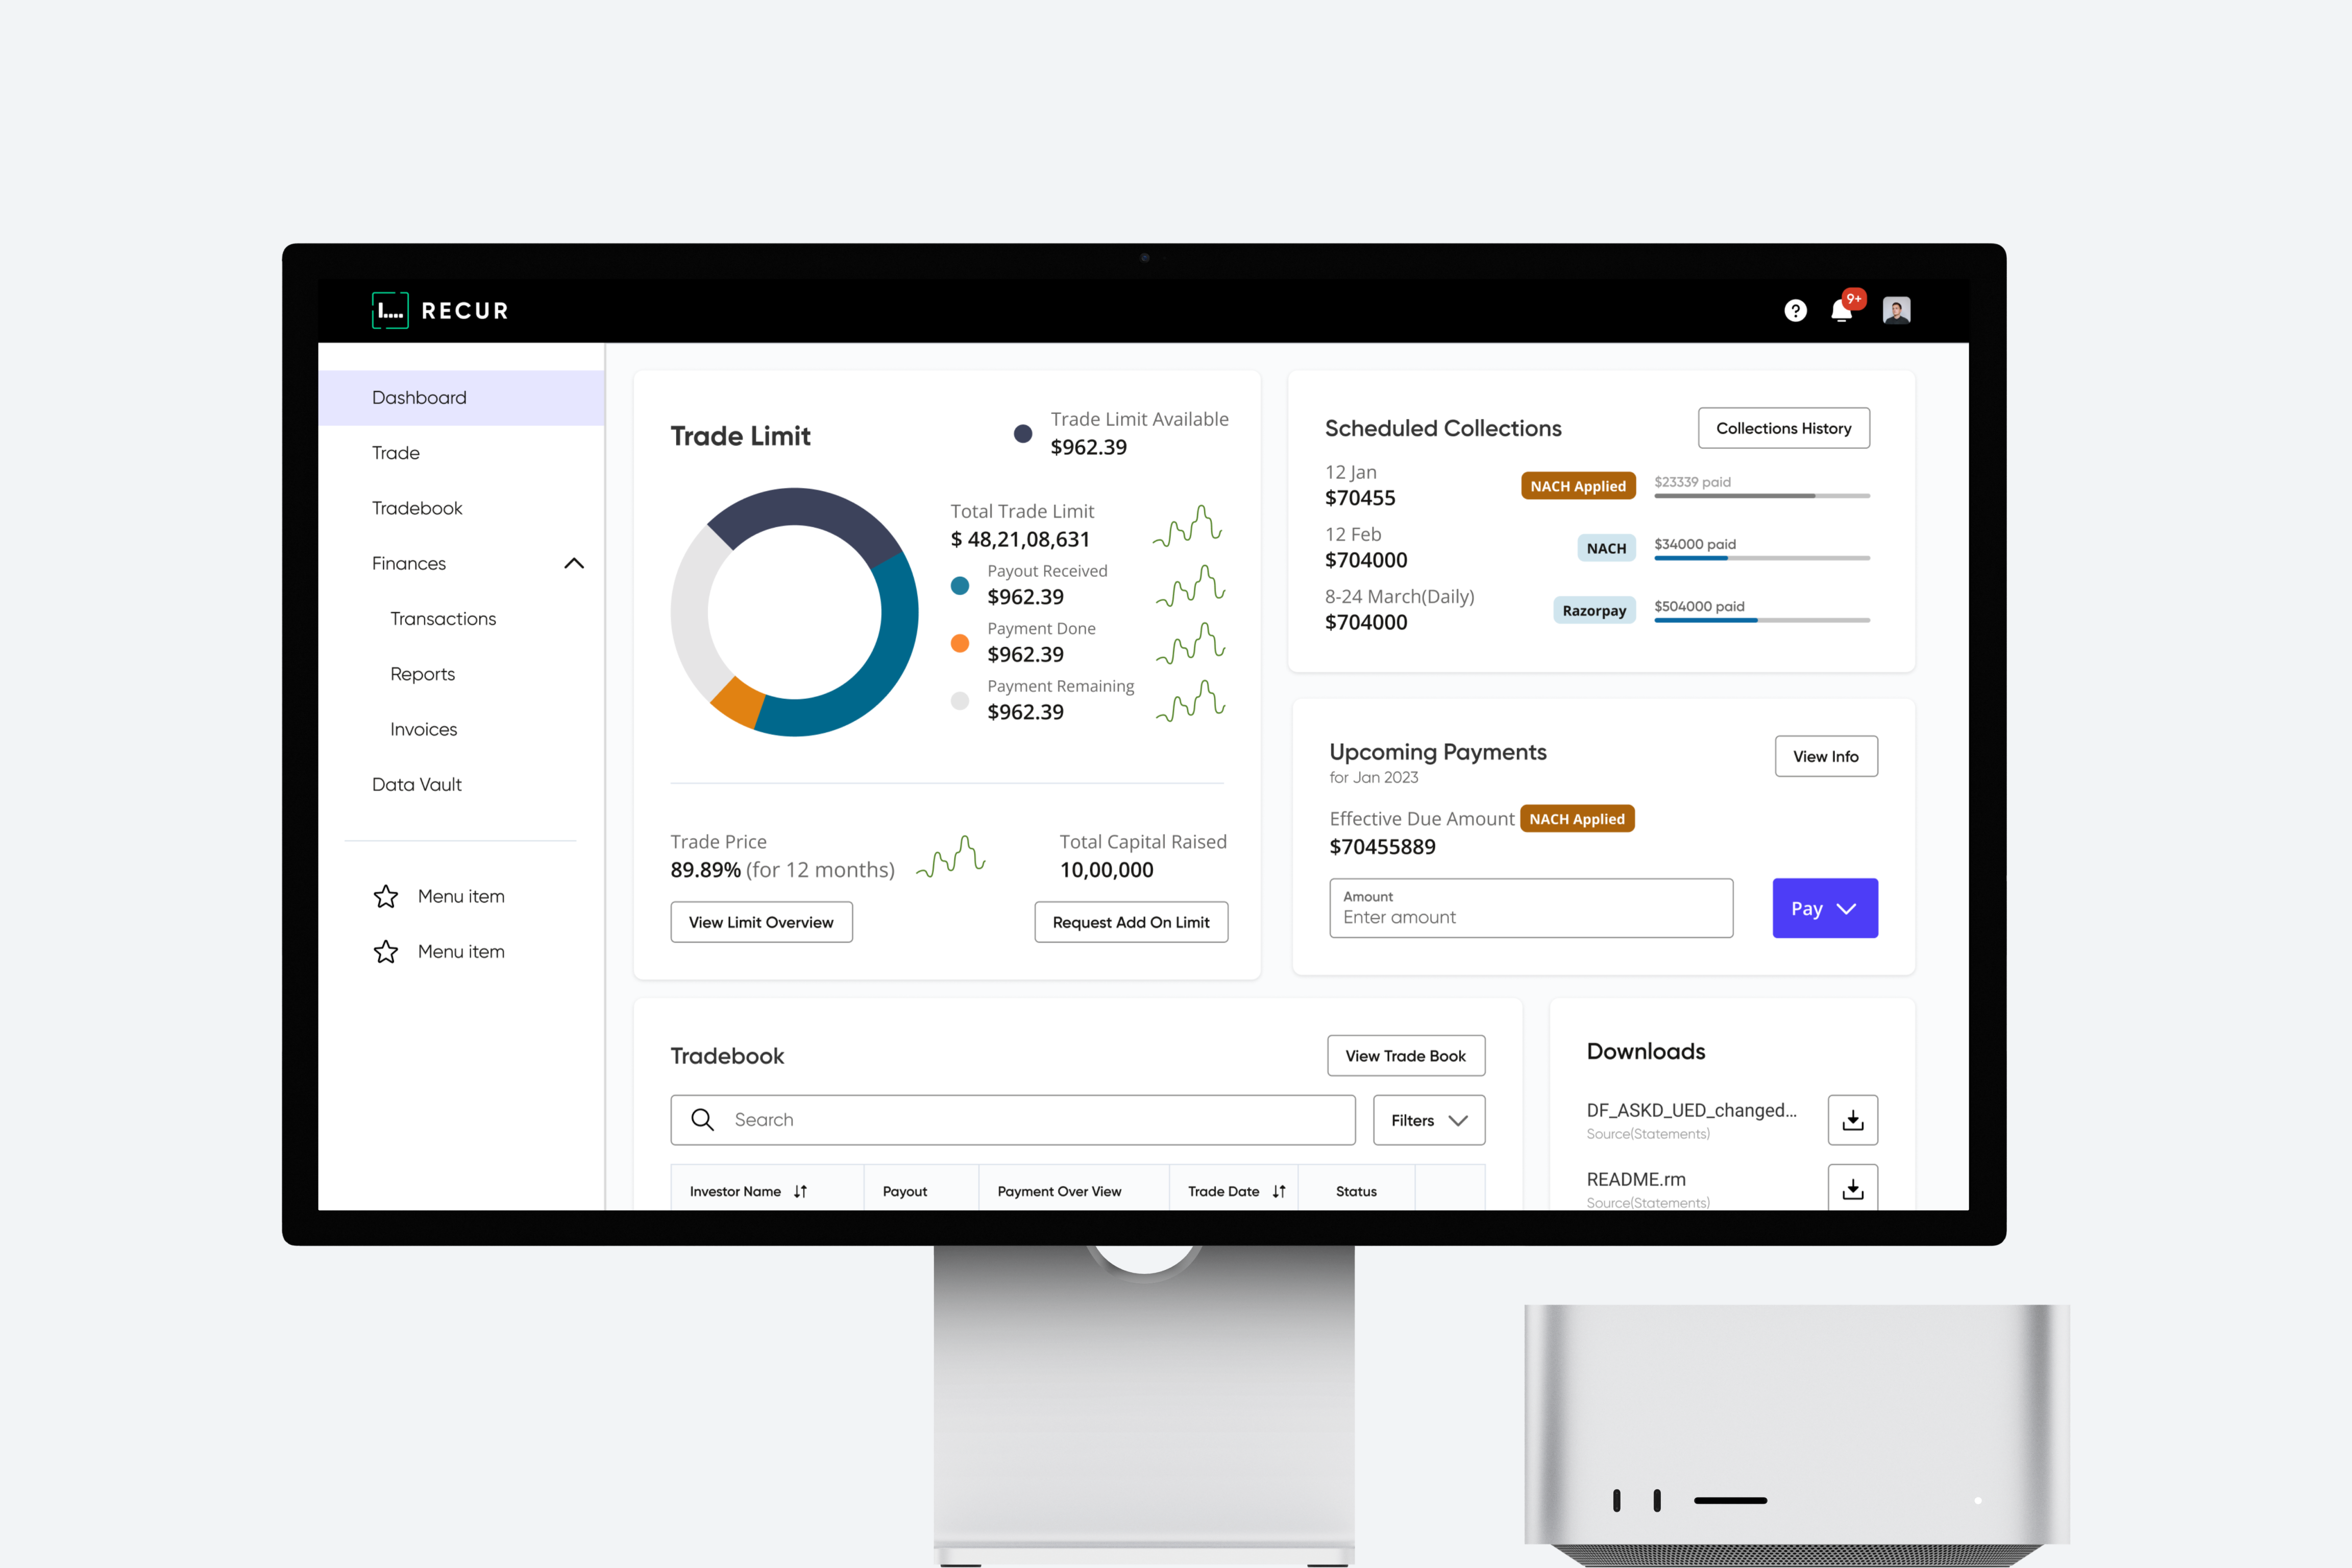 RECUR
?
9+
Dashboard
Trade
Tradebook
Finances
Transactions
Reports
Invoices
Data Vault
Menu item
Menu item
Trade Limit
Trade Limit Available
$962.39
Total Trade Limit
$ 48,21,08,631
Payout Received
$962.39
Payment Done
$962.39
Payment Remaining
$962.39
Trade Price
89.89% (for 12 months)
View Limit Overview
Total Capital Raised
10,00,000
Request Add On Limit
Scheduled Collections
Collections History
12 Jan
$70455
NACH Applied
$23339 paid
12 Feb
$704000
NACH
$34000 paid
8-24 March(Daily)
$704000
Razorpay
$504000 paid
Upcoming Payments
for Jan 2023
View Info
Effective Due Amount NACH Applied
$70455889
Amount
Enter amount
Pay
Tradebook
View Trade Book
Search
Filters
Investor Name Payout Payment Over View Trade Date Status
Downloads
DF_ASKD_UED_changed...
Source(Statements)
README.rm
Source(Statements)